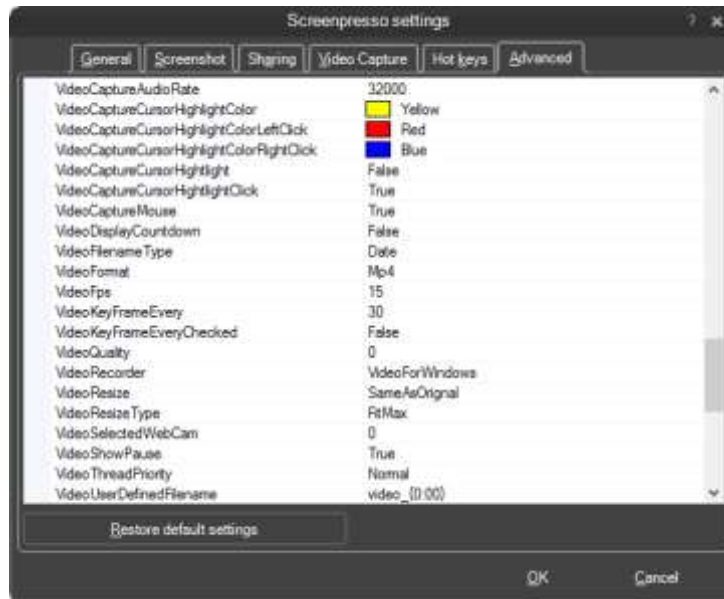 Screenpresso settings ? x
General Screenshot Sharing Video Capture Hot keys Advanced
VideoCaptureAudioRate 32000
VideoCaptureCursorHighlightColor Yellow
VideoCaptureCursorHighlightColorLeftClick Red
VideoCaptureCursorHighlightColorRightClick Blue
VideoCaptureCursorHightlight False
VideoCaptureCursorHightlightClick True
VideoCaptureMouse True
VideoDisplayCountdown False
VideoFilenameType Date
VideoFormat Mp4
VideoFps 15
VideoKeyFrameEvery 30
VideoKeyFrameEveryChecked False
VideoQuality 0
VideoRecorder VideoForWindows
VideoResize SameAsOrignal
VideoResizeType FitMax
VideoSelectedWebCam 0
VideoShowPause True
VideoThreadPriority Normal
VideoUserDefinedFilename video_{0:00}
Restore default settings
OK Cancel